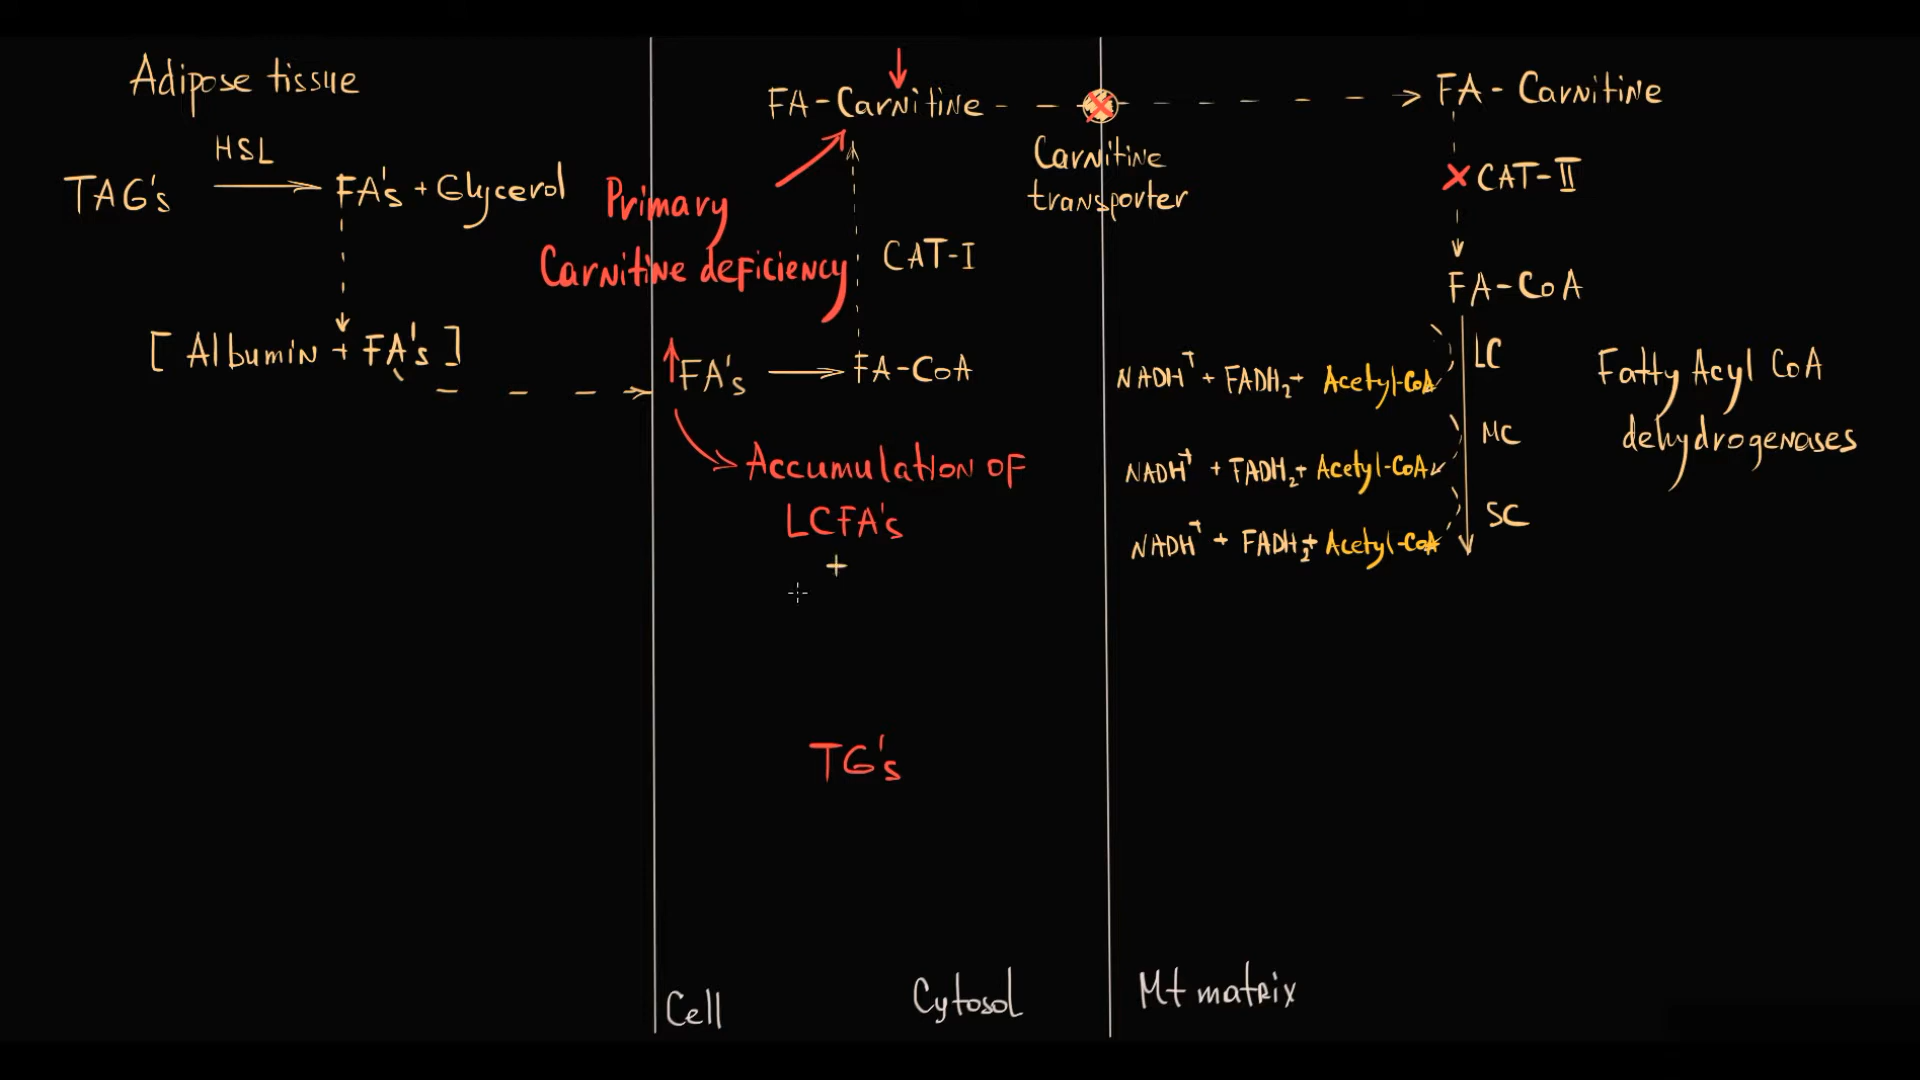 Adipose tissue
HSL
TAG's FA's + Glycerol
[ Albumin + FA's ]
FA-Carnitine
Primary
Carnitine deficiency
CAT-I
FA's FA-CoA
Accumulation of
LCFA's
+
TG's
Cell
Cytosol
Carnitine
transporter
FA - Carnitine
CAT-II
FA-CoA
LC
NADH⁺ + FADH₂+ Acetyl-CoA
MC
NADH⁺ + FADH₂+ Acetyl-CoA
SC
NADH⁺ + FADH₂+ Acetyl-CoA
Fatty Acyl CoA
dehydrogenases
Mt matrix